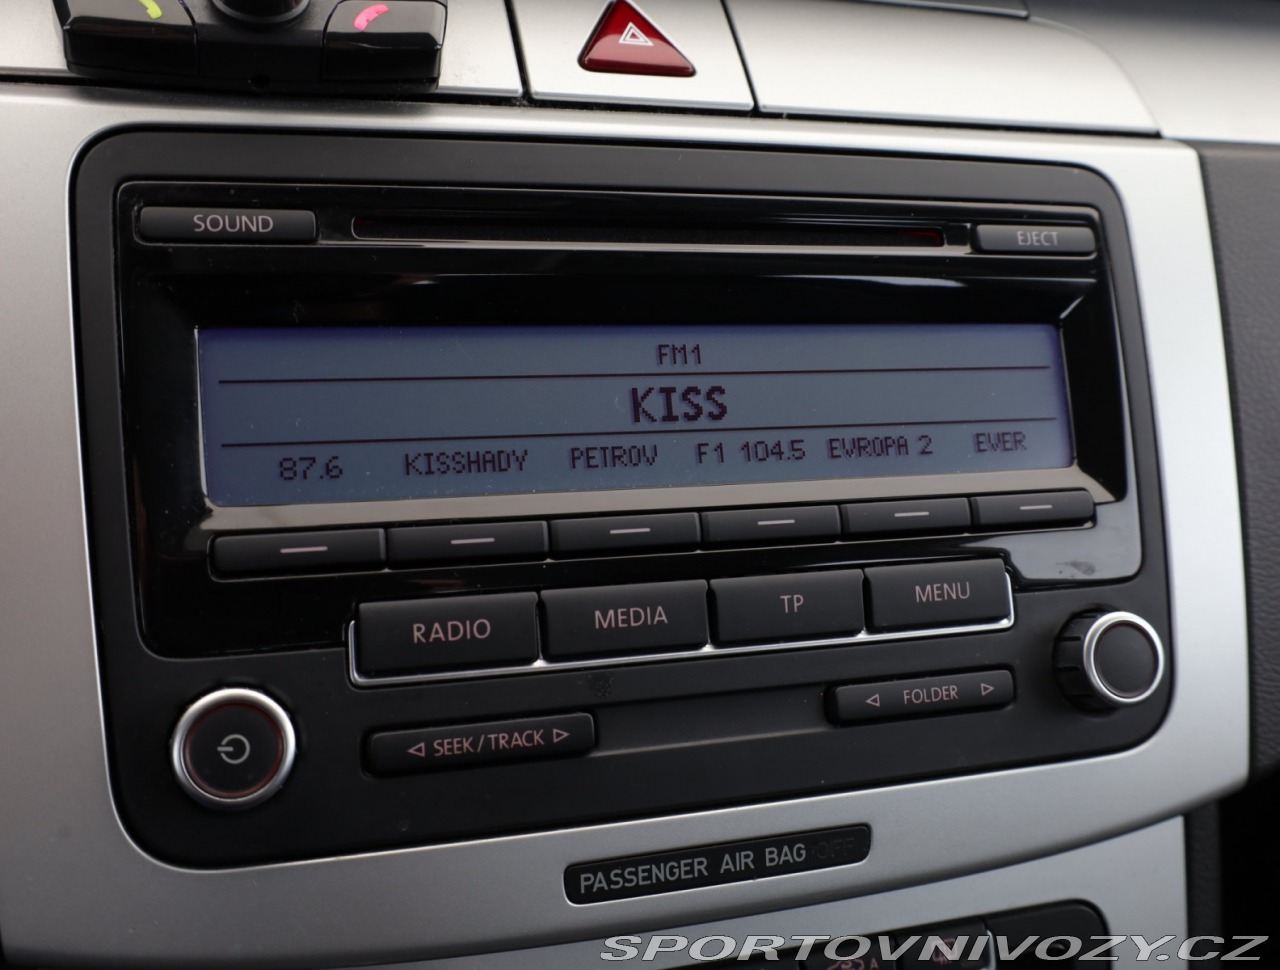 SOUND
EJECT
FM1
KISS
87.6 KISSHADY PETROV F1 104.5 EVROPA 2 EVER
RADIO MEDIA TP MENU
◁ FOLDER ▷
◁ SEEK/TRACK ▷
PASSENGER AIR BAG OFF
SPORTOVNIVOZY.CZ